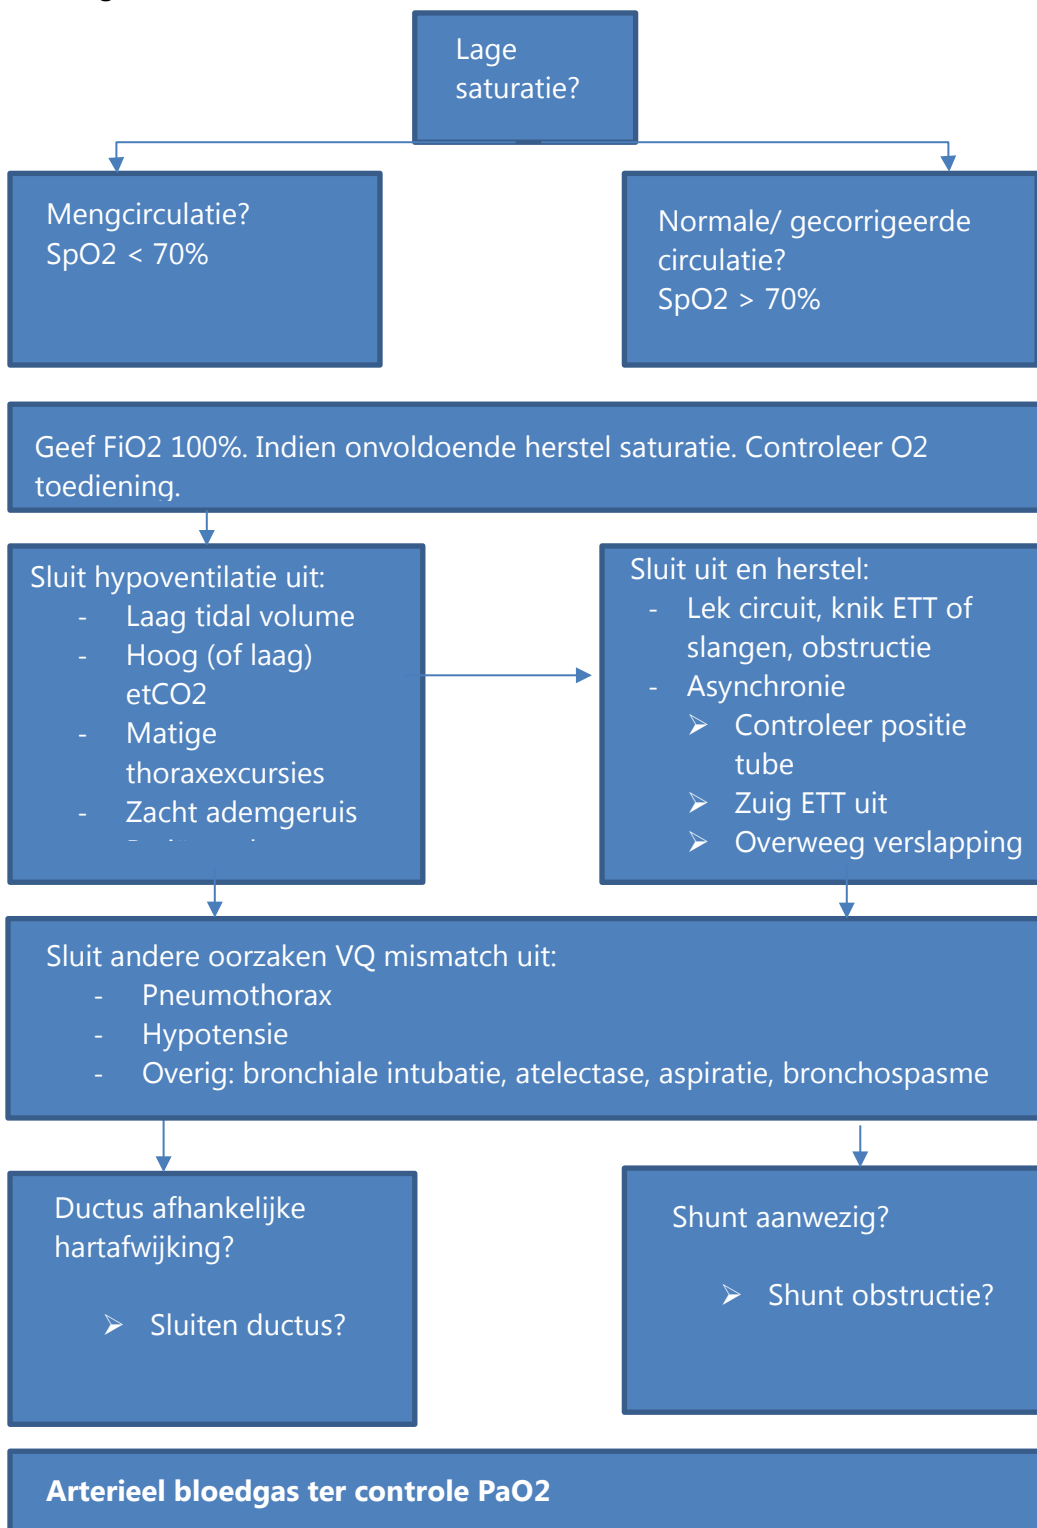 Lage
saturatie?
Mengcirculatie?
SpO2 < 70%
Normale/ gecorrigeerde
circulatie?
SpO2 > 70%
Geef FiO2 100%. Indien onvoldoende herstel saturatie. Controleer O2
toediening.
Sluit hypoventilatie uit:
- Laag tidal volume
- Hoog (of laag)
etCO2
- Matige
thoraxexcursies
- Zacht ademgeruis
Sluit uit en herstel:
- Lek circuit, knik ETT of
slangen, obstructie
- Asynchronie
➢ Controleer positie
tube
➢ Zuig ETT uit
➢ Overweeg verslapping
Sluit andere oorzaken VQ mismatch uit:
- Pneumothorax
- Hypotensie
- Overig: bronchiale intubatie, atelectase, aspiratie, bronchospasme
Ductus afhankelijke
hartafwijking?
➢ Sluiten ductus?
Shunt aanwezig?
➢ Shunt obstructie?
Arterieel bloedgas ter controle PaO2